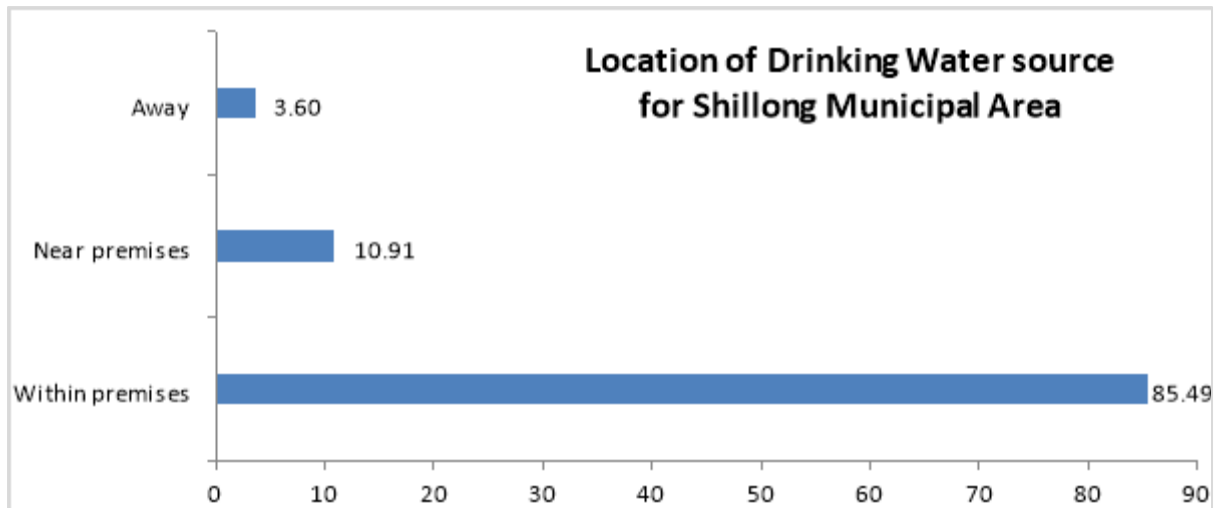 Location of Drinking Water source
for Shillong Municipal Area
Away 3.60
Near premises 10.91
Within premises 85.49
0 10 20 30 40 50 60 70 80 90